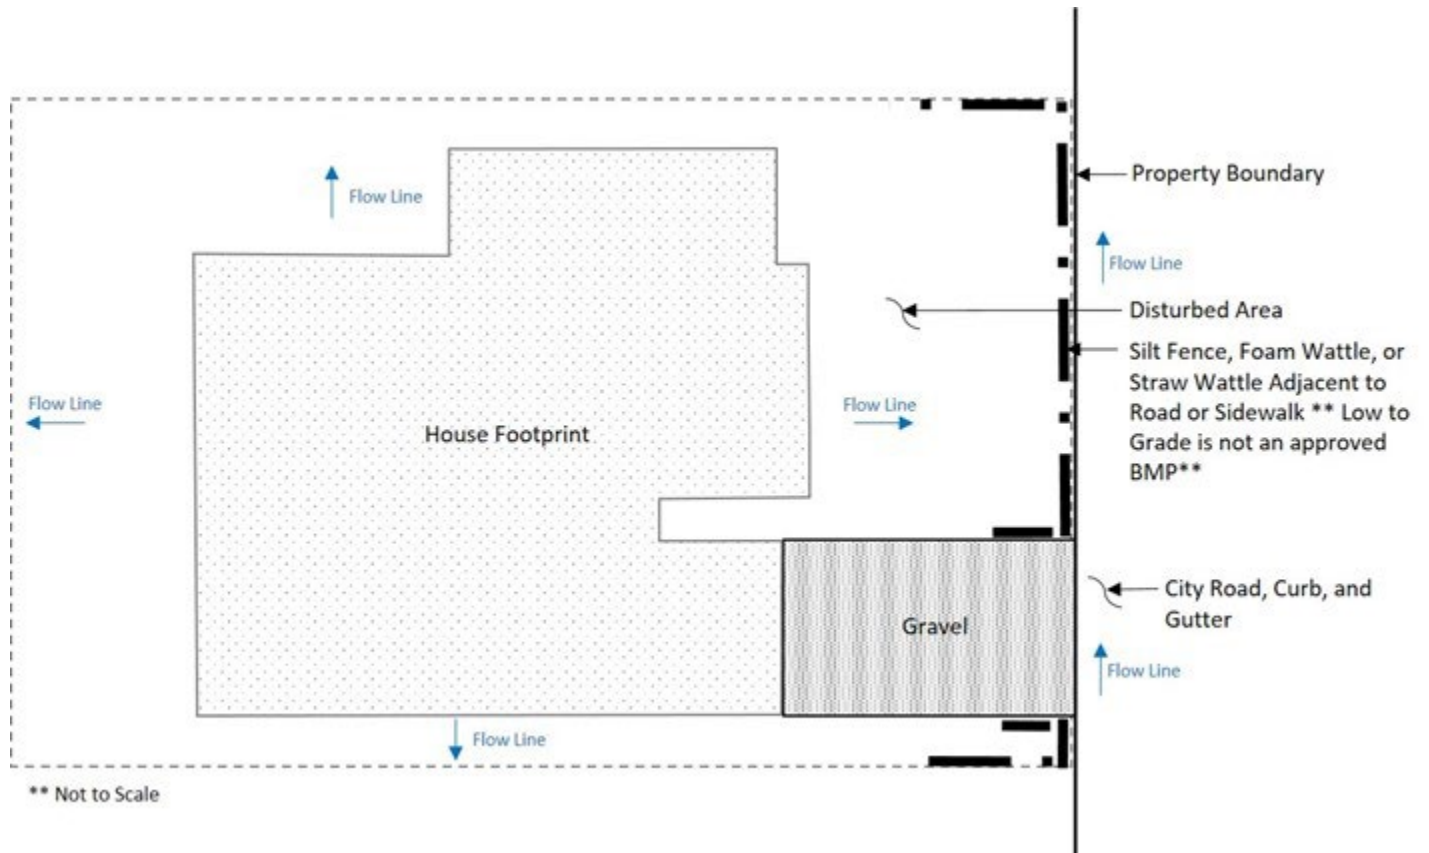 Property Boundary
Flow Line
Flow Line
Disturbed Area
Silt Fence, Foam Wattle, or
Straw Wattle Adjacent to
Road or Sidewalk ** Low to
Grade is not an approved
BMP**
Flow Line
Flow Line
House Footprint
City Road, Curb, and
Gutter
Gravel
Flow Line
Flow Line
** Not to Scale